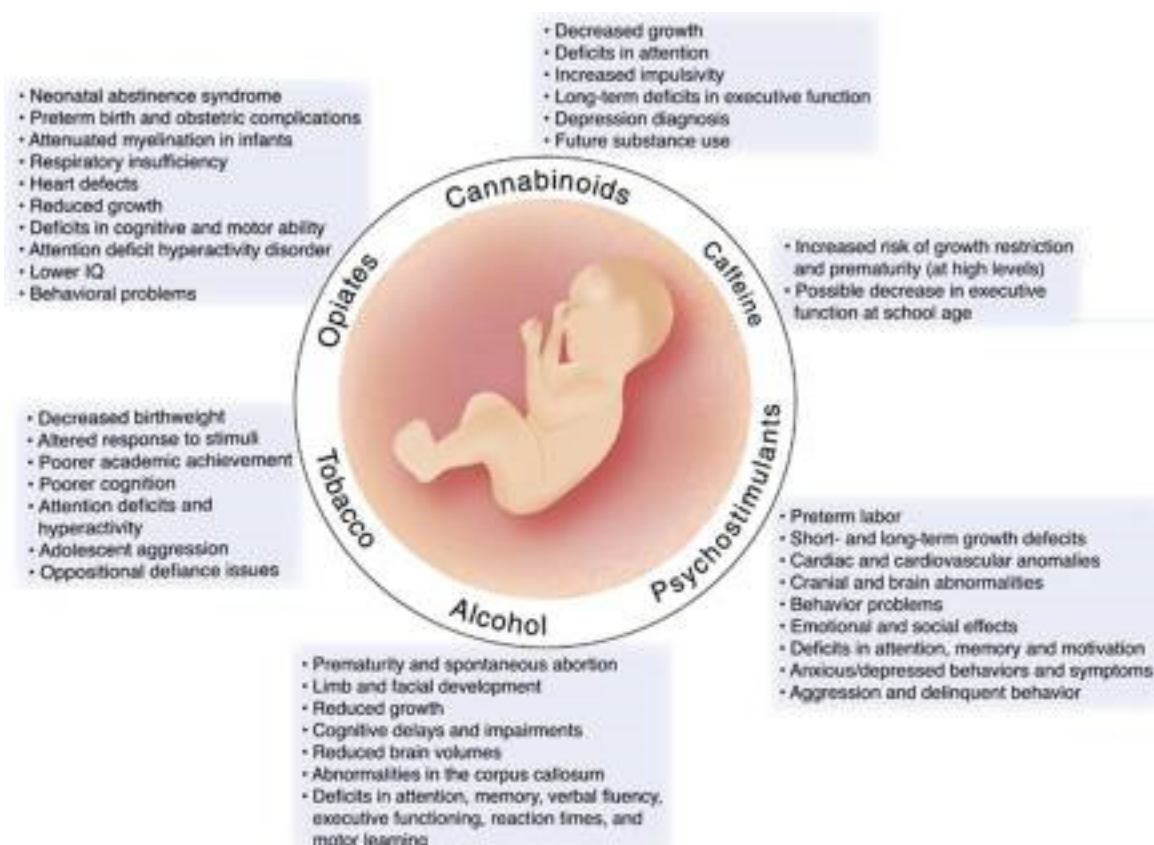 • Decreased growth
• Deficits in attention
• Increased impulsivity
• Long-term deficits in executive function
• Depression diagnosis
• Future substance use
• Neonatal abstinence syndrome
• Preterm birth and obstetric complications
• Attenuated myelination in infants
• Respiratory insufficiency
• Heart defects
• Reduced growth
• Deficits in cognitive and motor ability
• Attention deficit hyperactivity disorder
• Lower IQ
• Behavioral problems
Cannabinoids
Opiates
Caffeine
• Increased risk of growth restriction
and prematurity (at high levels)
• Possible decrease in executive
function at school age
• Decreased birthweight
• Altered response to stimuli
• Poorer academic achievement
• Poorer cognition
• Attention deficits and
hyperactivity
• Adolescent aggression
• Oppositional defiance issues
Tobacco
Psychostimulants
Alcohol
• Preterm labor
• Short- and long-term growth defects
• Cardiac and cardiovascular anomalies
• Cranial and brain abnormalities
• Behavior problems
• Emotional and social effects
• Deficits in attention, memory and motivation
• Anxious/depressed behaviors and symptoms
• Aggression and delinquent behavior
• Prematurity and spontaneous abortion
• Limb and facial development
• Reduced growth
• Cognitive delays and impairments
• Reduced brain volumes
• Abnormalities in the corpus callosum
• Deficits in attention, memory, verbal fluency,
executive functioning, reaction times, and
motor learning